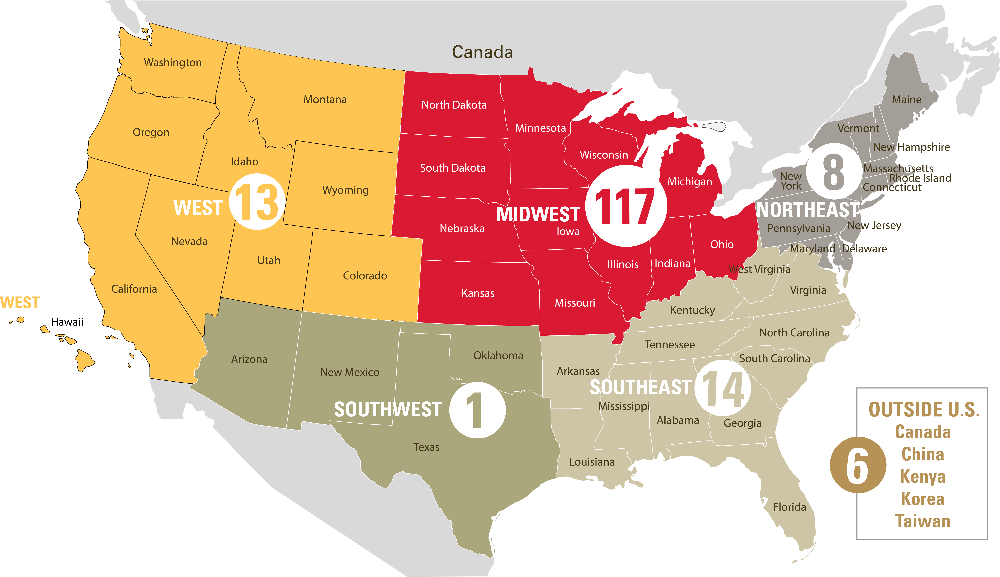 Canada
Washington
Montana
Oregon
Idaho
Wyoming
WEST
13
Nevada
Utah
Colorado
California
WEST
Hawaii
North Dakota
Minnesota
South Dakota
Wisconsin
Michigan
MIDWEST
117
Nebraska
Iowa
Ohio
Illinois
Indiana
Kansas
Missouri
Maine
Vermont
New Hampshire
8
Massachusetts
New
York
Rhode Island
Connecticut
NORTHEAST
Pennsylvania
New Jersey
Maryland
Delaware
West Virginia
Virginia
Kentucky
North Carolina
Tennessee
South Carolina
Arkansas
SOUTHEAST
14
Mississippi
Alabama
Georgia
Louisiana
Florida
Arizona
New Mexico
Oklahoma
SOUTHWEST
1
Texas
OUTSIDE U.S.
6
Canada
China
Kenya
Korea
Taiwan